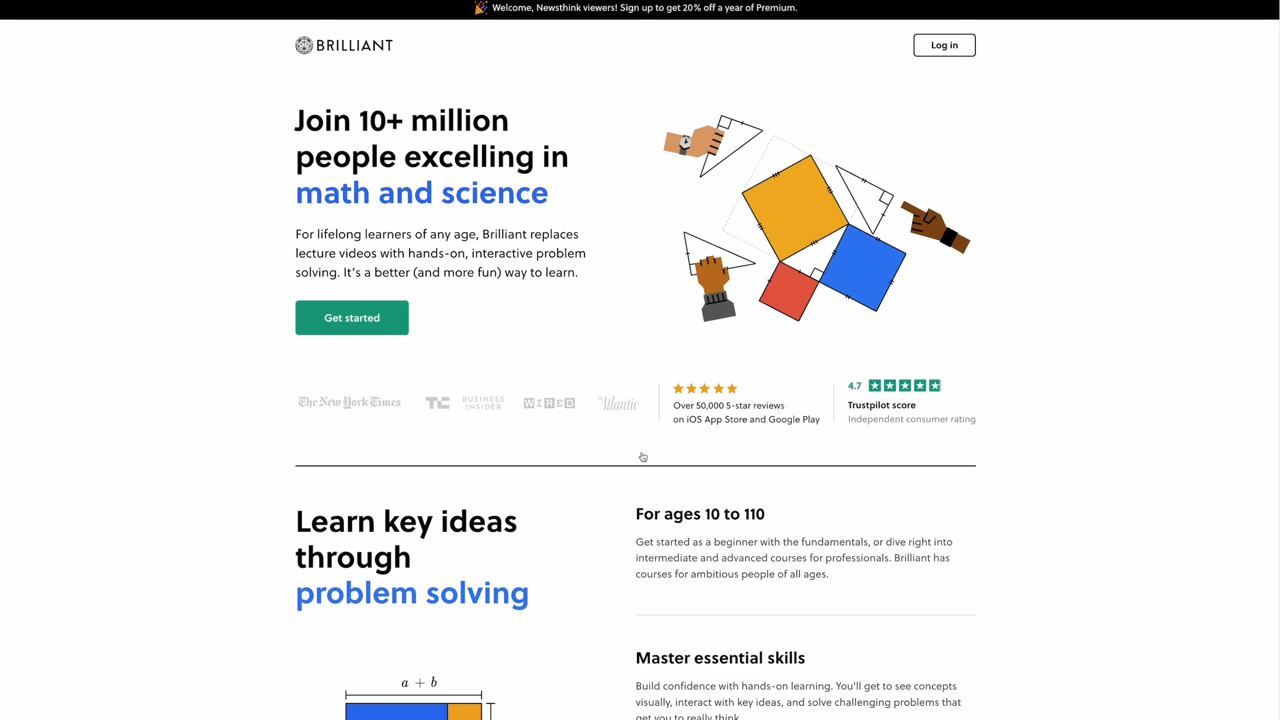 Welcome, Newsthink viewers! Sign up to get 20% off a year of Premium.
BRILLIANT
Log in
Join 10+ million
people excelling in
math and science
For lifelong learners of any age, Brilliant replaces
lecture videos with hands-on, interactive problem
solving. It’s a better (and more fun) way to learn.
Get started
The New York Times
TC
BUSINESS
INSIDER
WIRED
The Atlantic
Over 50,000 5-star reviews
on iOS App Store and Google Play
4.7
Trustpilot score
Independent consumer rating
Learn key ideas
through
problem solving
a + b
For ages 10 to 110
Get started as a beginner with the fundamentals, or dive right into
intermediate and advanced courses for professionals. Brilliant has
courses for ambitious people of all ages.
Master essential skills
Build confidence with hands-on learning. You'll get to see concepts
visually, interact with key ideas, and solve challenging problems that
get you to really think.